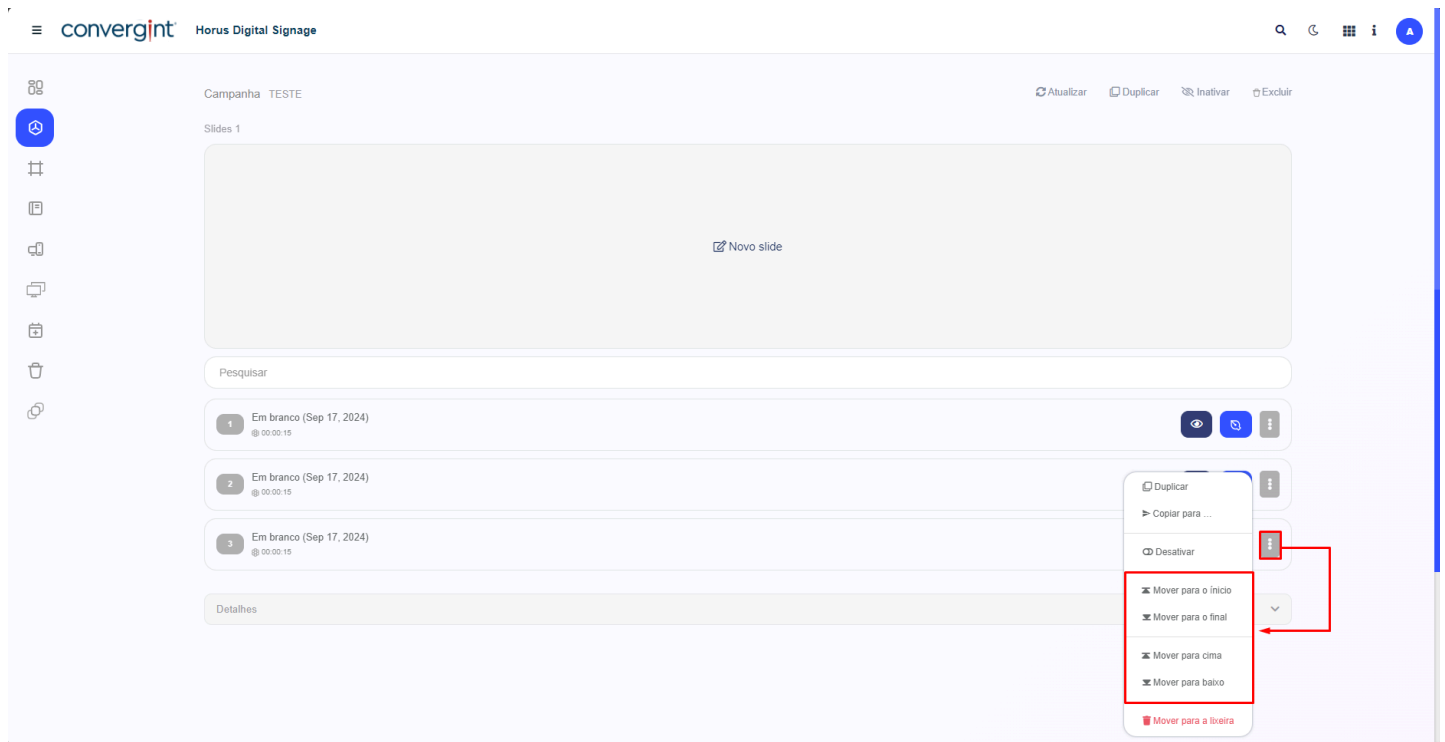 convergint Horus Digital Signage A
Campanha TESTE Atualizar Duplicar Inativar Excluir
Slides 1
Novo slide
Pesquisar
1 Em branco (Sep 17, 2024)
00:00:15
2 Em branco (Sep 17, 2024)
00:00:15
3 Em branco (Sep 17, 2024)
00:00:15
Detalhes
Duplicar
Copiar para ...
Desativar
Mover para o ínicio
Mover para o final
Mover para cima
Mover para baixo
Mover para a lixeira